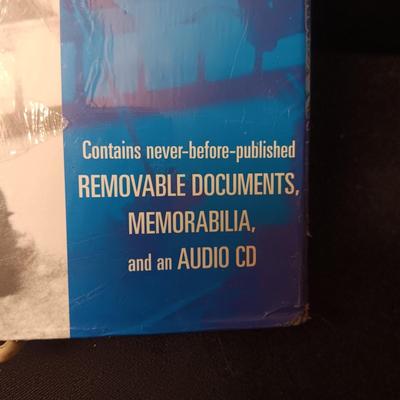 Contains never-before-published
REMOVABLE DOCUMENTS,
MEMORABILIA,
and an AUDIO CD